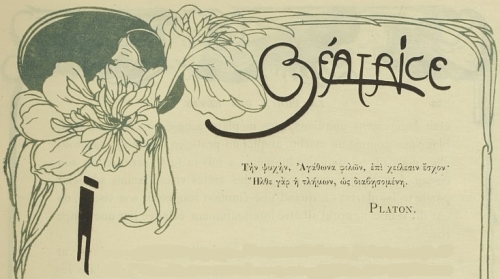 BÉATRICE
Τὴν ψυχὴν, Ἀγάθωνα φιλῶν, ἐπὶ χείλεσιν ἔσχον·
Ἦλθε γὰρ ἡ τλήμων, ὡς διαβησομένη.
PLATON.
I